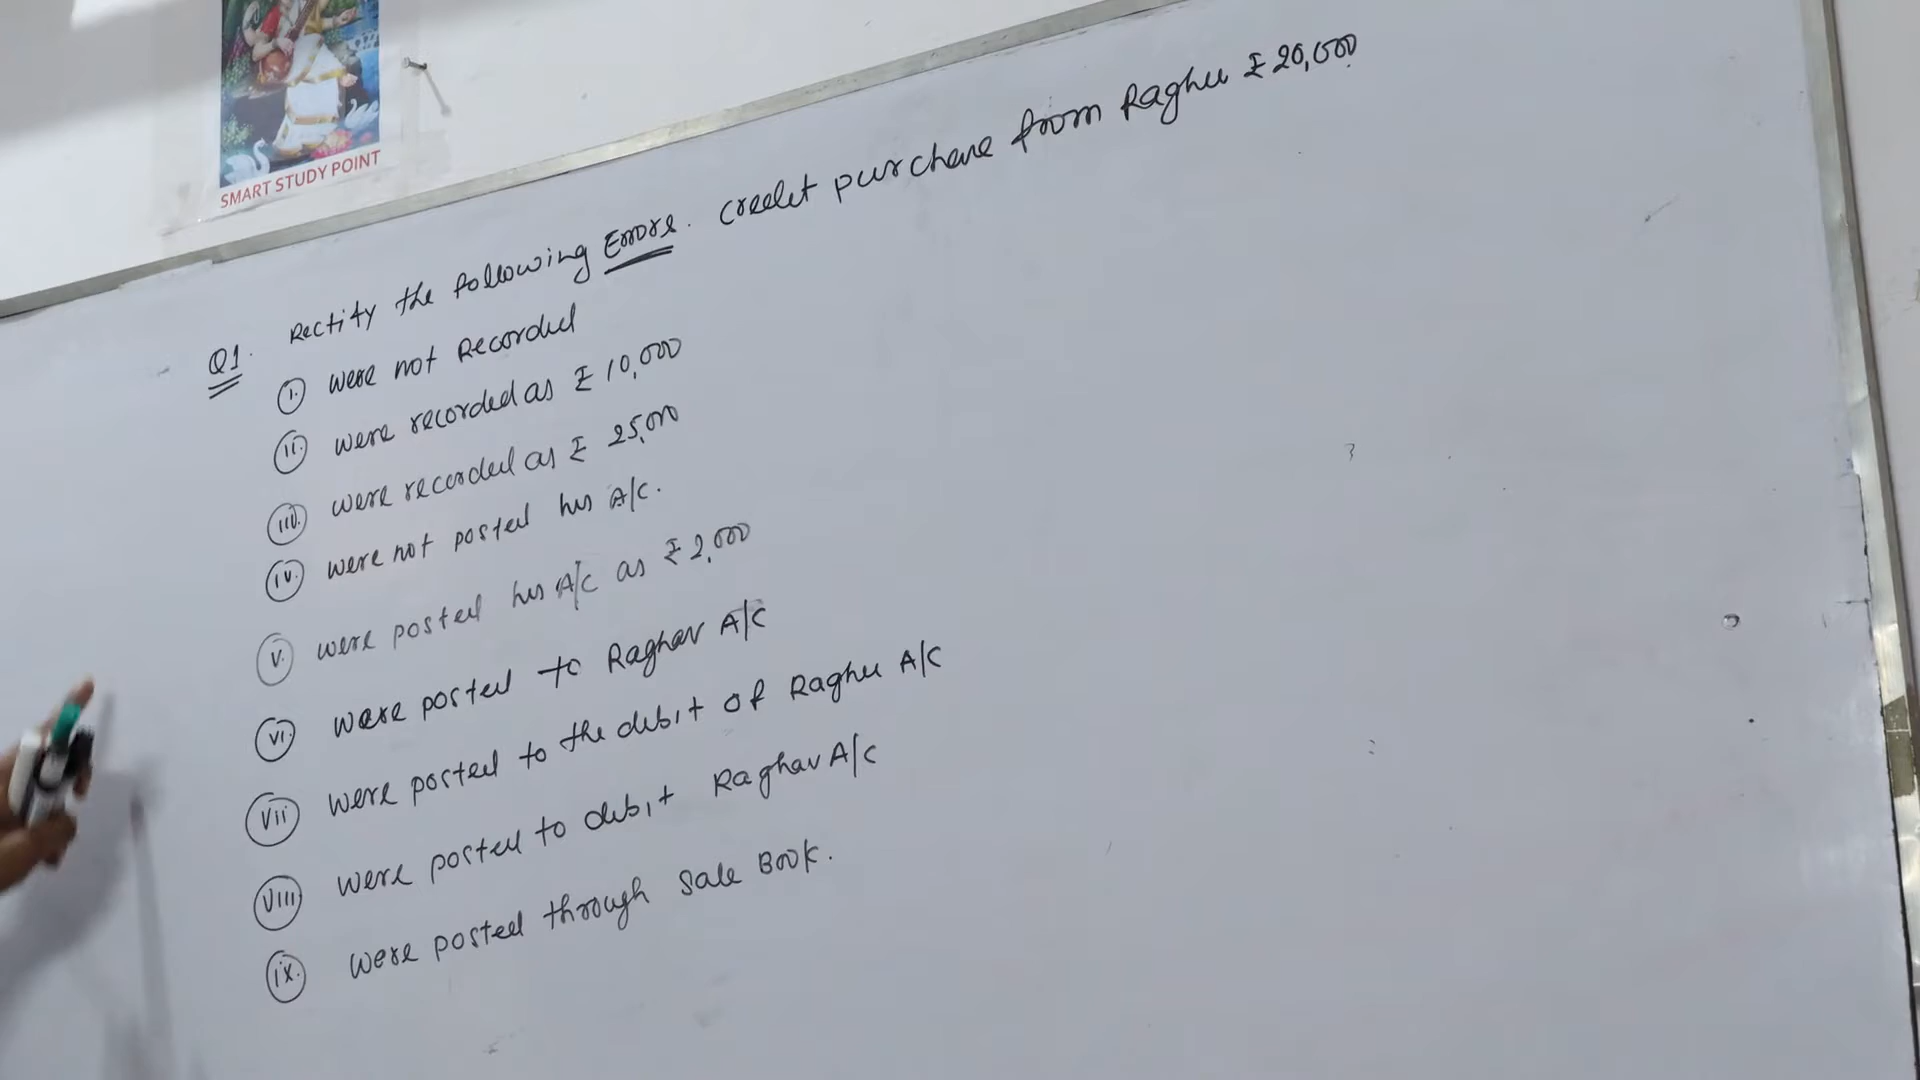 SMART STUDY POINT
Q1. Rectify the following Errors. Credit purchase from Raghu ₹ 20,000
i. were not Recorded
ii. were recorded as ₹ 10,000
iii. were recorded as ₹ 25,000
iv. were not posted his A/c.
v. were posted his A/c as ₹ 2,000
vi. were posted to Raghav A/c
vii were posted to the debit of Raghu A/c
viii were posted to debit Raghav A/c
ix. were posted through Sale Book.